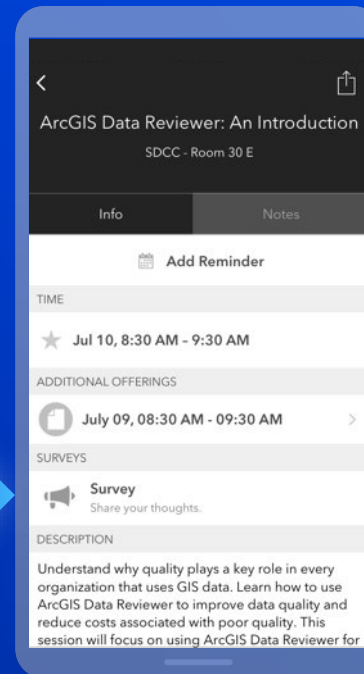 ArcGIS Data Reviewer: An Introduction
SDCC - Room 30 E
Info
Notes
Add Reminder
TIME
Jul 10, 8:30 AM – 9:30 AM
ADDITIONAL OFFERINGS
July 09, 08:30 AM - 09:30 AM
SURVEYS
Survey
Share your thoughts.
DESCRIPTION
Understand why quality plays a key role in every
organization that uses GIS data. Learn how to use
ArcGIS Data Reviewer to improve data quality and
reduce costs associated with poor quality. This
session will focus on using ArcGIS Data Reviewer for